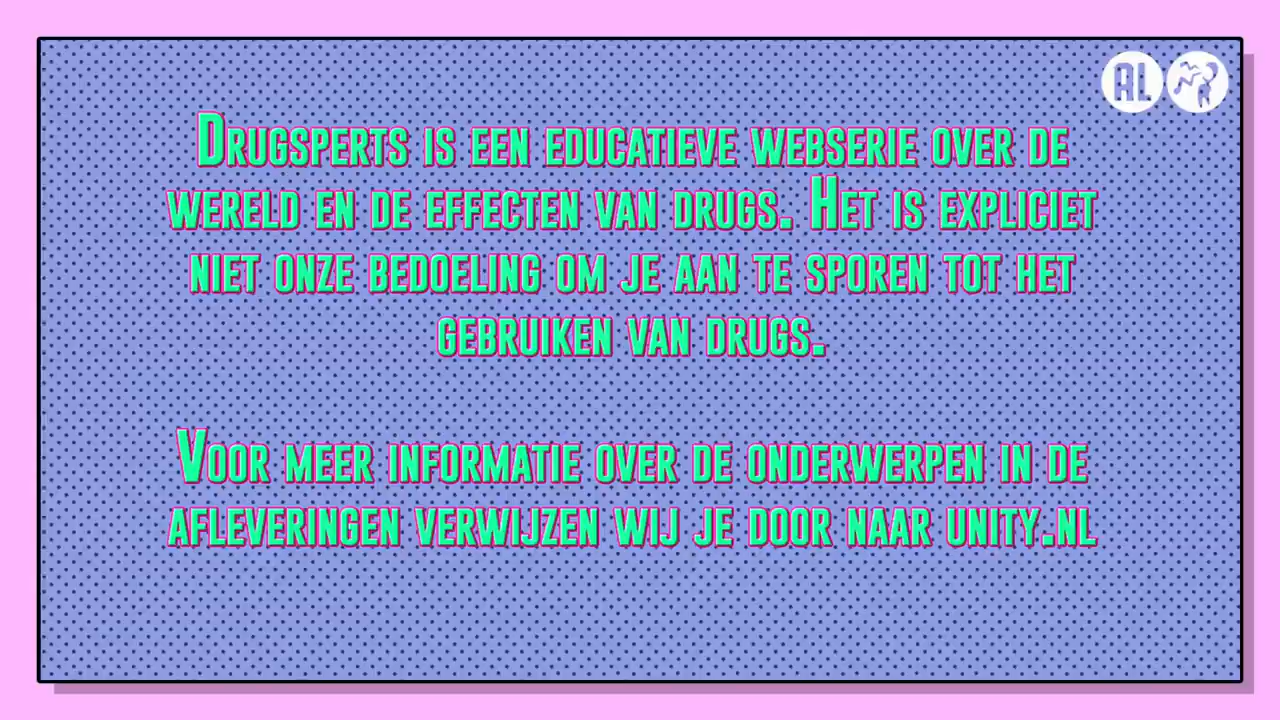 AL
Drugsperts is een educatieve webserie over de
wereld en de effecten van drugs. Het is expliciet
niet onze bedoeling om je aan te sporen tot het
gebruiken van drugs.
Voor meer informatie over de onderwerpen in de
afleveringen verwijzen wij je door naar unity.nl